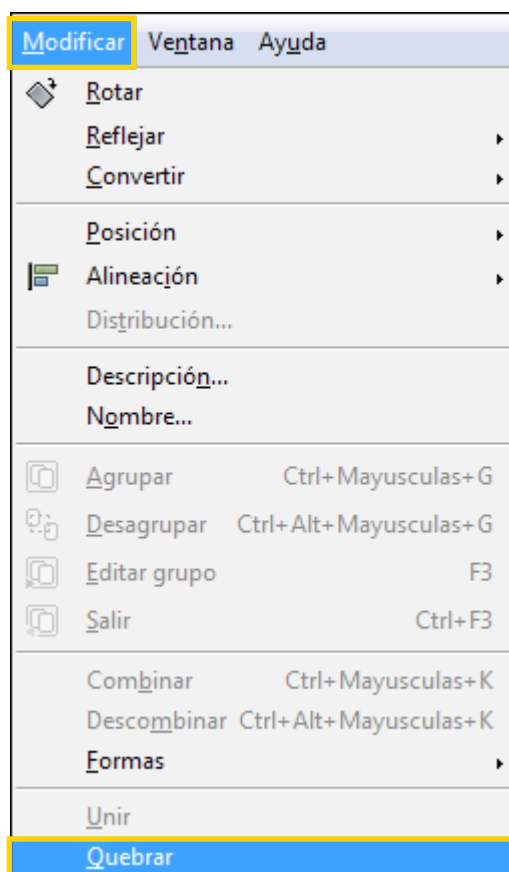 Modificar Ventana Ayuda
Rotar
Reflejar
Convertir
Posición
Alineación
Distribución...
Descripción...
Nombre...
Agrupar Ctrl+Mayusculas+G
Desagrupar Ctrl+Alt+Mayusculas+G
Editar grupo F3
Salir Ctrl+F3
Combinar Ctrl+Mayusculas+K
Descombinar Ctrl+Alt+Mayusculas+K
Formas
Unir
Quebrar